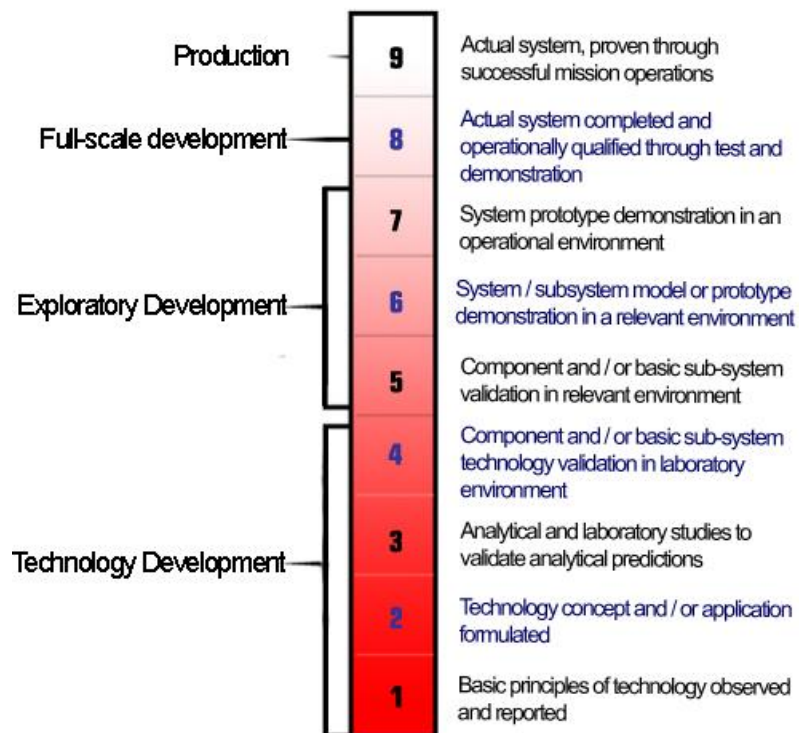 Production
9
Actual system, proven through
successful mission operations
Full-scale development
8
Actual system completed and
operationally qualified through test and
demonstration
7
System prototype demonstration in an
operational environment
Exploratory Development
6
System / subsystem model or prototype
demonstration in a relevant environment
5
Component and / or basic sub-system
validation in relevant environment
4
Component and / or basic sub-system
technology validation in laboratory
environment
Technology Development
3
Analytical and laboratory studies to
validate analytical predictions
2
Technology concept and / or application
formulated
1
Basic principles of technology observed
and reported